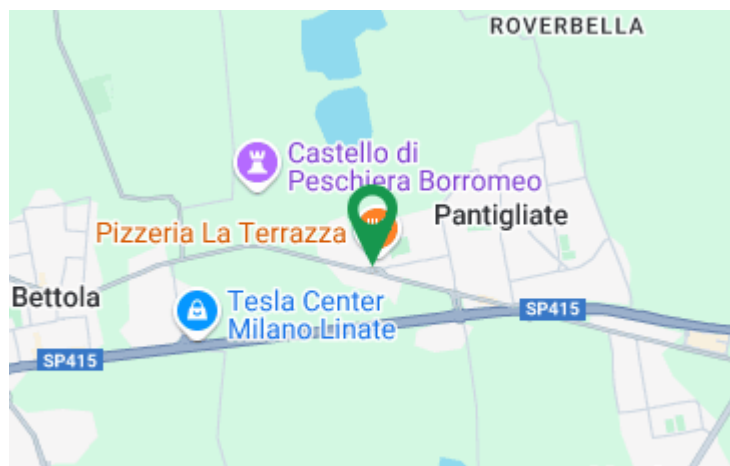 ROVERBELLA
Castello di
Peschiera Borromeo
Pantigliate
Pizzeria La Terrazza
Bettola
Tesla Center
Milano Linate
SP415
SP415